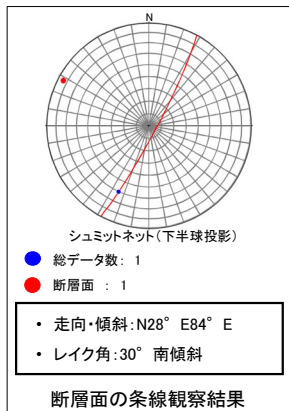 N
シュミットネット(下半球投影)
総データ数: 1
断層面 : 1
• 走向・傾斜:N28° E84° E
• レイク角:30° 南傾斜
断層面の条線観察結果